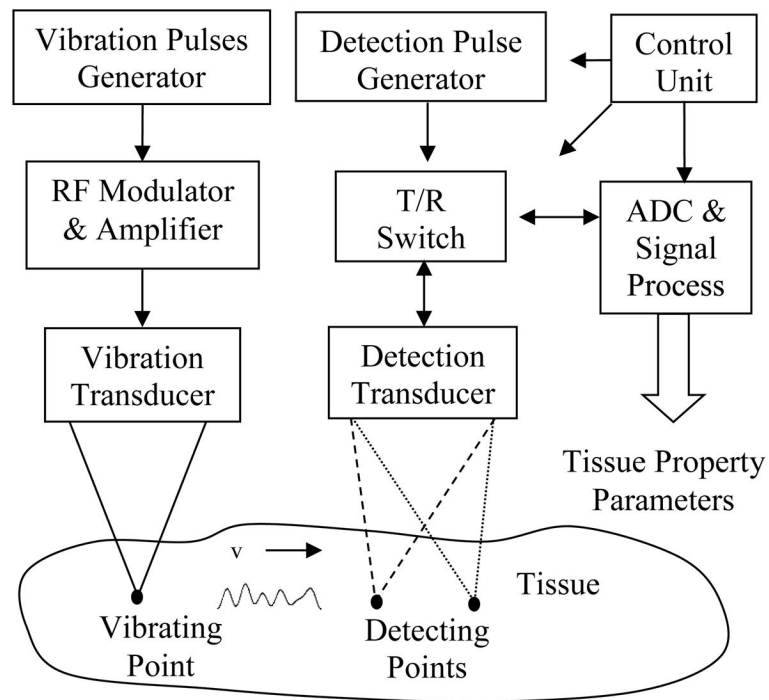 Vibration Pulses
Generator
Detection Pulse
Generator
Control
Unit
RF Modulator
& Amplifier
T/R
Switch
ADC &
Signal
Process
Vibration
Transducer
Detection
Transducer
Tissue Property
Parameters
v
Tissue
Vibrating
Point
Detecting
Points